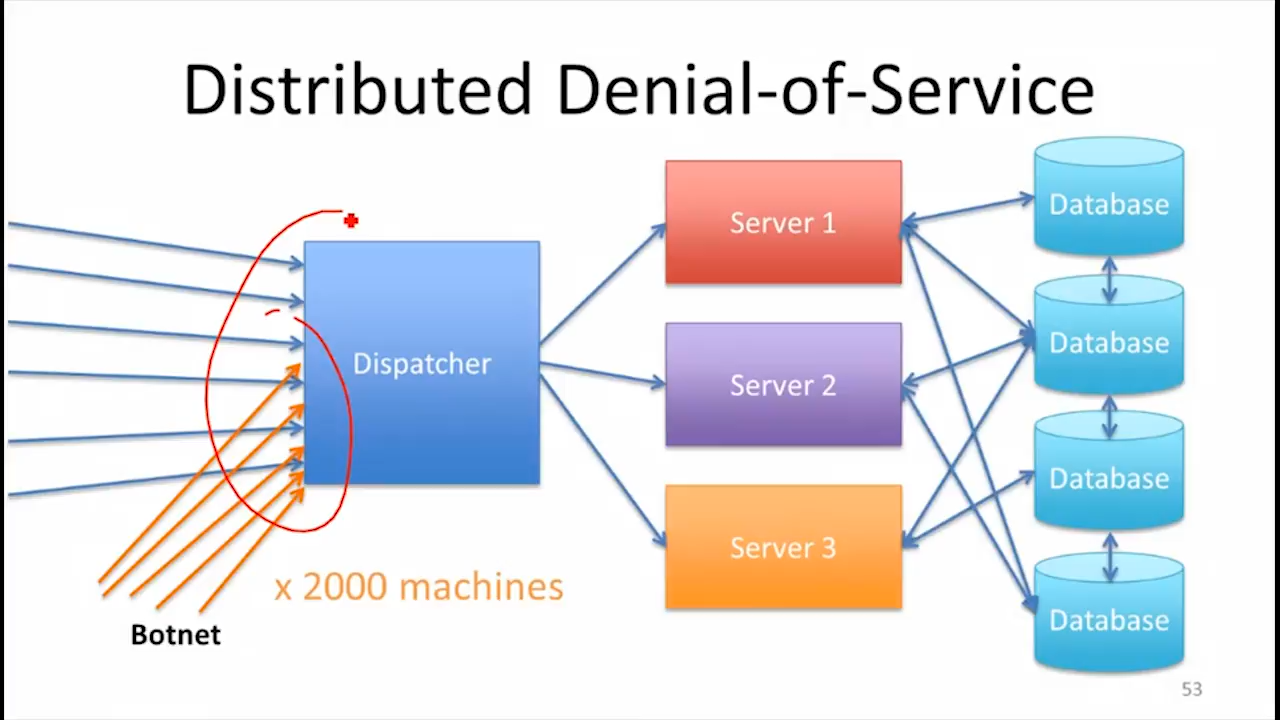 Distributed Denial-of-Service
Dispatcher
Server 1
Server 2
Server 3
Database
Database
Database
Database
x 2000 machines
Botnet
53